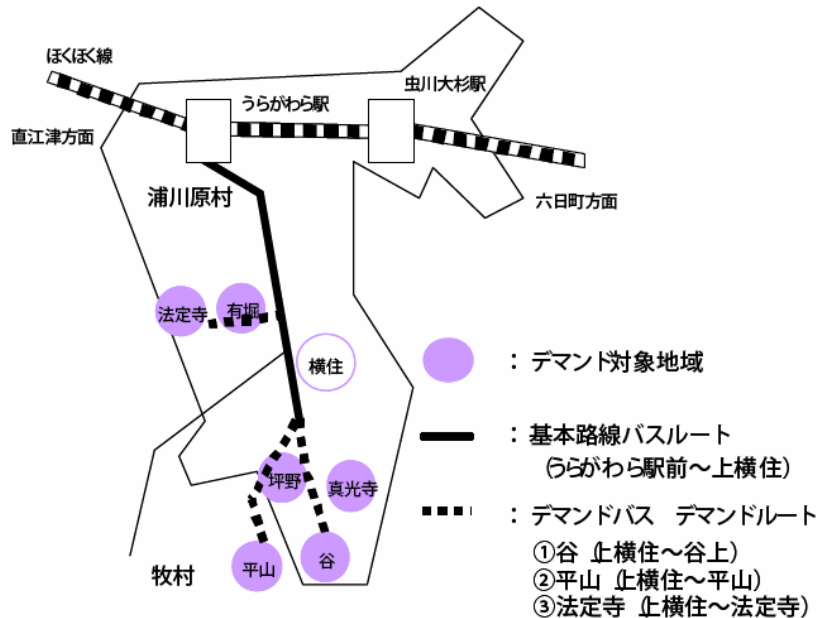 ほくほく線
虫川大杉駅
うらがわら駅
直江津方面
浦川原村
六日町方面
法定寺
有堀
横住
：デマンド対象地域
：基本路線バスルート
（うらがわら駅前～上横住）
坪野
真光寺
：デマンドバス　デマンドルート
①谷（上横住～谷上）
平山
谷
牧村
②平山（上横住～平山）
③法定寺（上横住～法定寺）